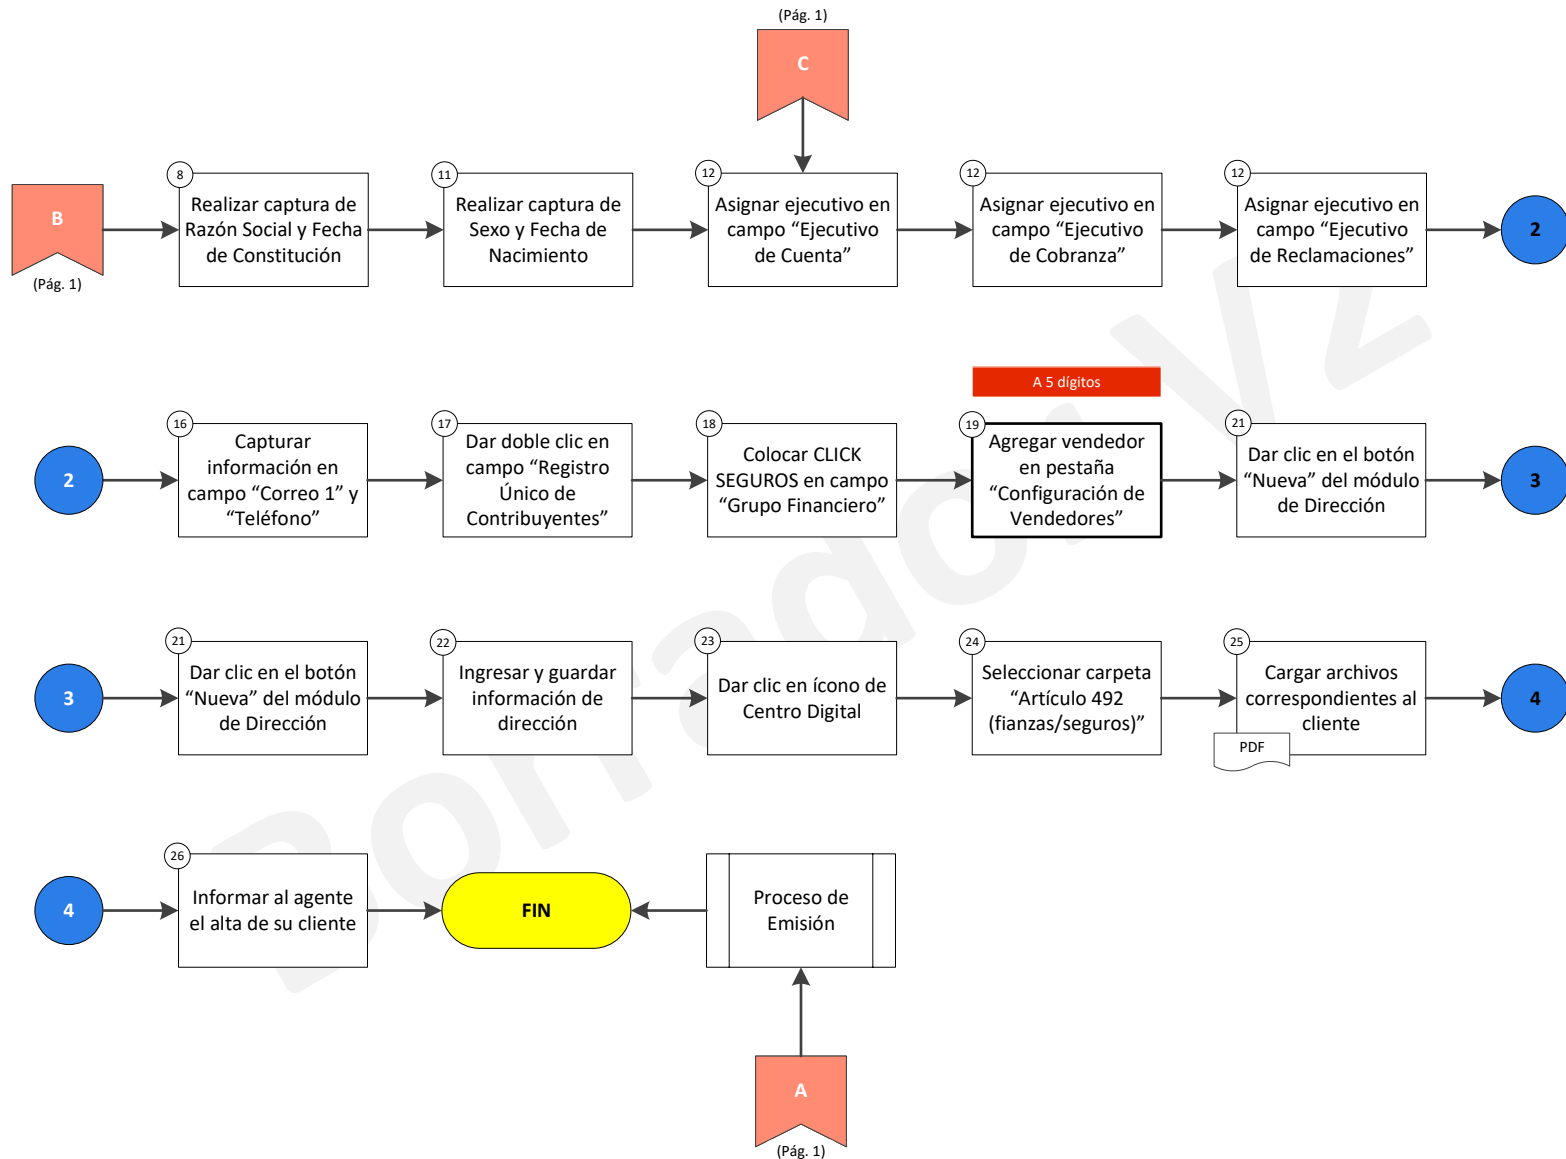 (Pág. 1)
C
B
(Pág. 1)
8
Realizar captura de
Razón Social y Fecha
de Constitución
11
Realizar captura de
Sexo y Fecha de
Nacimiento
12
Asignar ejecutivo en
campo “Ejecutivo
de Cuenta”
12
Asignar ejecutivo en
campo “Ejecutivo
de Cobranza”
12
Asignar ejecutivo en
campo “Ejecutivo
de Reclamaciones”
2
2
16
Capturar
información en
campo “Correo 1” y
“Teléfono”
17
Dar doble clic en
campo “Registro
Único de
Contribuyentes”
18
Colocar CLICK
SEGUROS en campo
“Grupo Financiero”
A 5 dígitos
19
Agregar vendedor
en pestaña
“Configuración de
Vendedores”
21
Dar clic en el botón
“Nueva” del módulo
de Dirección
3
3
21
Dar clic en el botón
“Nueva” del módulo
de Dirección
22
Ingresar y guardar
información de
dirección
23
Dar clic en ícono de
Centro Digital
24
Seleccionar carpeta
“Artículo 492
(fianzas/seguros)”
25
Cargar archivos
correspondientes al
cliente
PDF
4
4
26
Informar al agente
el alta de su cliente
FIN
Proceso de
Emisión
A
(Pág. 1)
Borrador V2